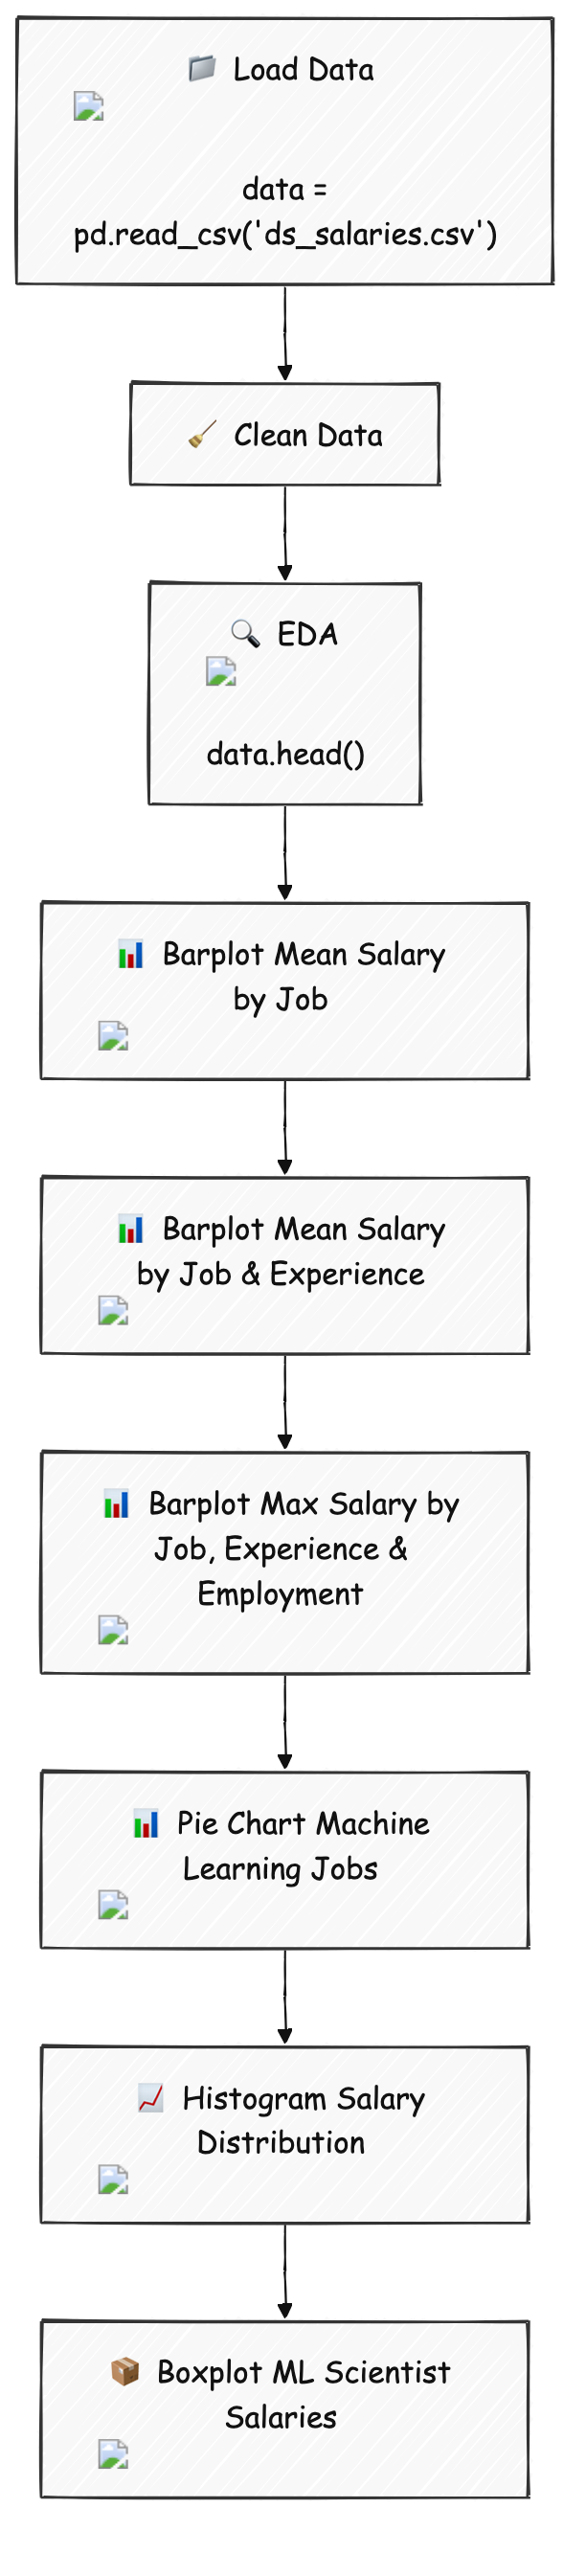 Load Data
data =
pd.read_csv('ds_salaries.csv')
Clean Data
EDA
data.head()
Barplot Mean Salary
by Job
Barplot Mean Salary
by Job & Experience
Barplot Max Salary by
Job, Experience &
Employment
Pie Chart Machine
Learning Jobs
Histogram Salary
Distribution
Boxplot ML Scientist
Salaries